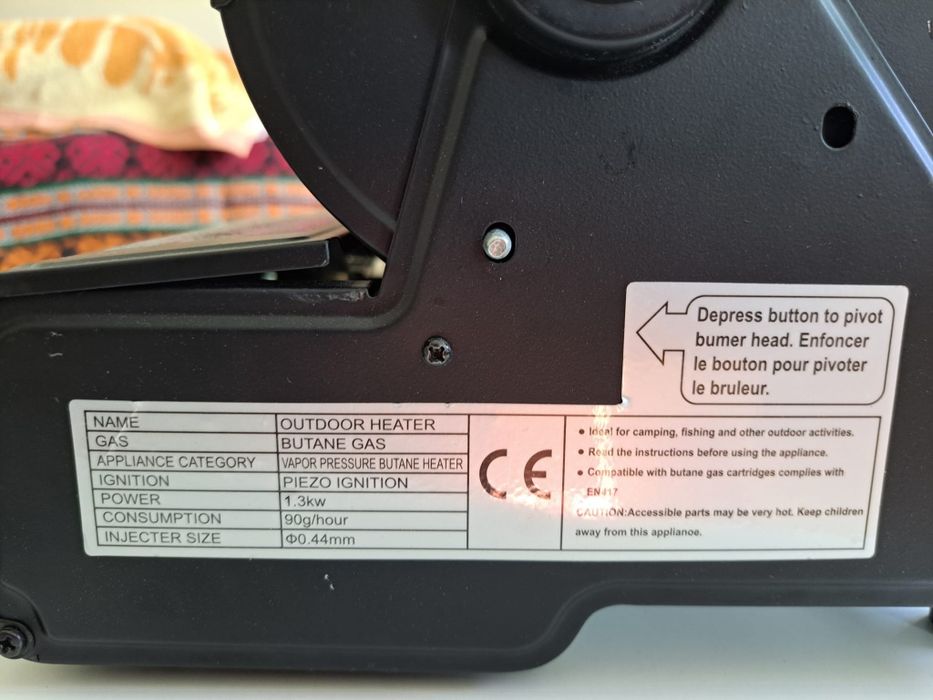 Depress button to pivot
bumer head. Enfoncer
le bouton pour pivoter
le bruleur.
NAME OUTDOOR HEATER
GAS BUTANE GAS
APPLIANCE CATEGORY VAPOR PRESSURE BUTANE HEATER
IGNITION PIEZO IGNITION
POWER 1.3kw
CONSUMPTION 90g/hour
INJECTER SIZE Φ0.44mm
CE
• Ideal for camping, fishing and other outdoor activities.
• Read the instructions before using the appliance.
• Compatible with butane gas cartridges complies with
EN417
CAUTION:Accessible parts may be very hot. Keep children
away from this appliance.